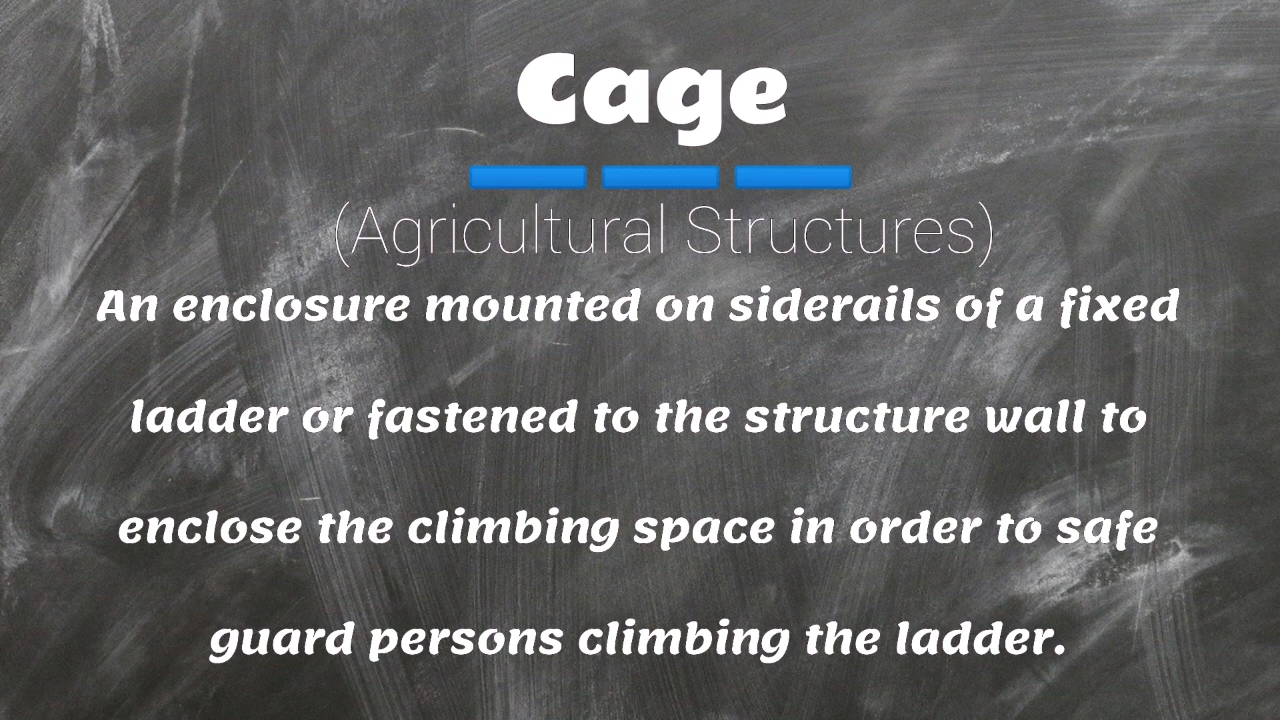 Cage
(Agricultural Structures)
An enclosure mounted on siderails of a fixed
ladder or fastened to the structure wall to
enclose the climbing space in order to safe
guard persons climbing the ladder.